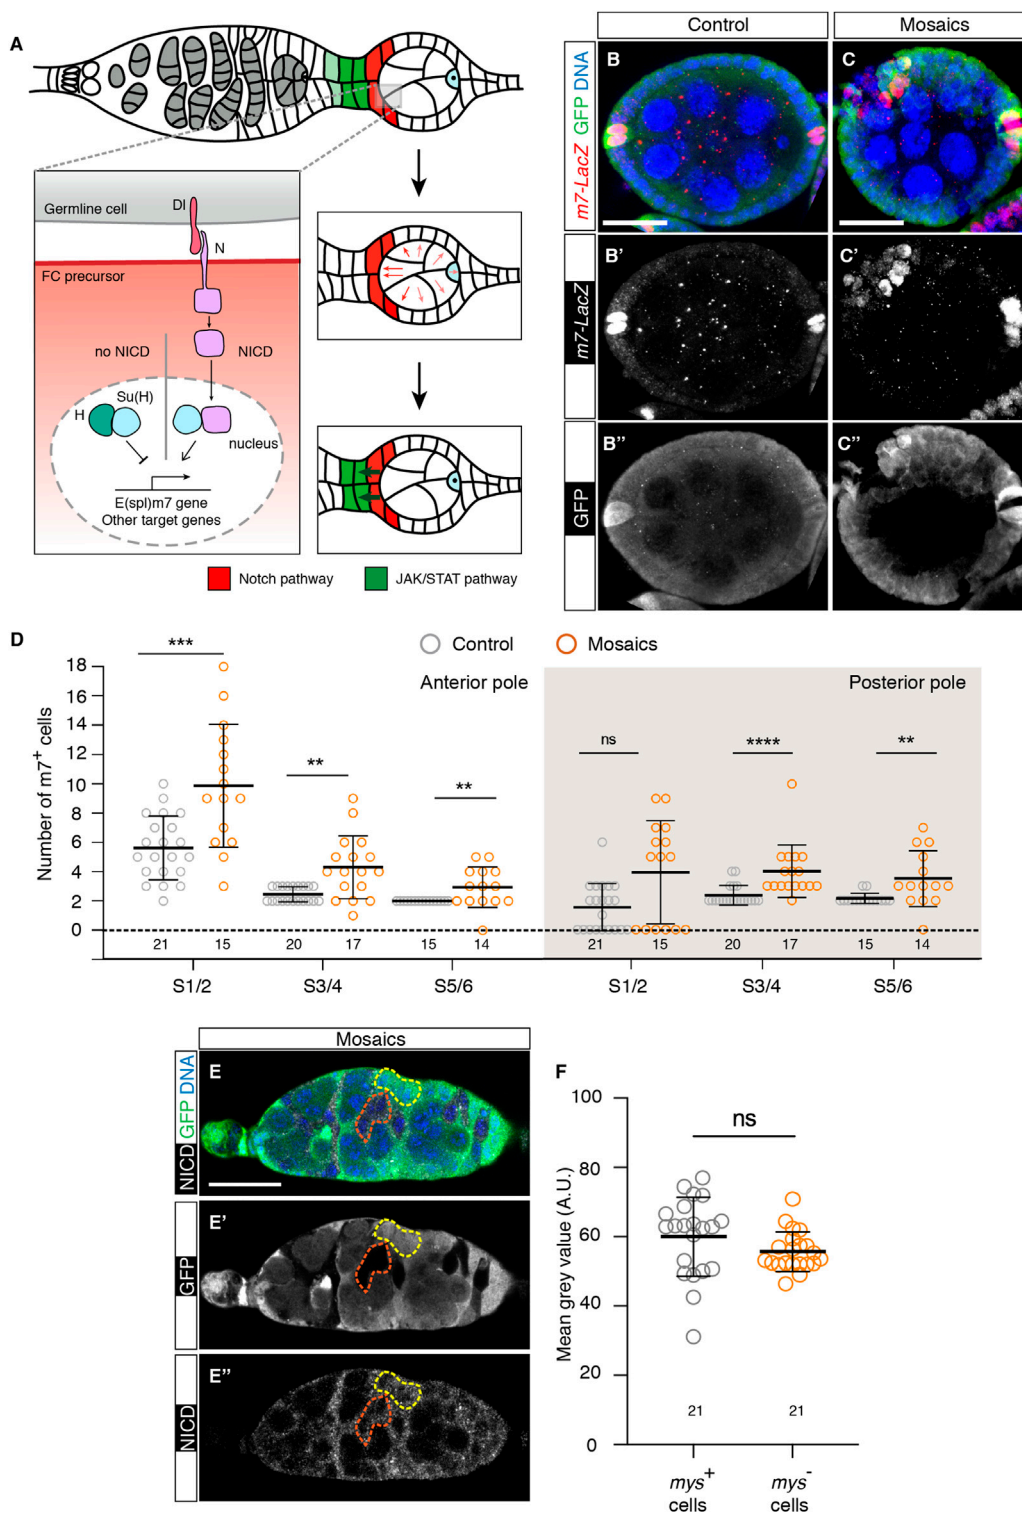 A
Germline cell
Dl
N
FC precursor
no NICD
NICD
Su(H)
H
nucleus
E(spl)m7 gene
Other target genes
Notch pathway
JAK/STAT pathway
Control
Mosaics
m7-LacZ GFP DNA
B
C
m7-LacZ
B'
C'
GFP
B''
C''
D
Control
Mosaics
Anterior pole
Posterior pole
Number of m7+ cells
18
16
14
12
10
8
6
4
2
0
***
**
**
ns
****
**
21
15
20
17
15
14
21
15
20
17
15
14
S1/2
S3/4
S5/6
S1/2
S3/4
S5/6
Mosaics
NICD GFP DNA
E
GFP
E'
NICD
E''
F
Mean grey value (A.U.)
100
80
60
40
20
0
ns
21
21
mys+
cells
mys-
cells